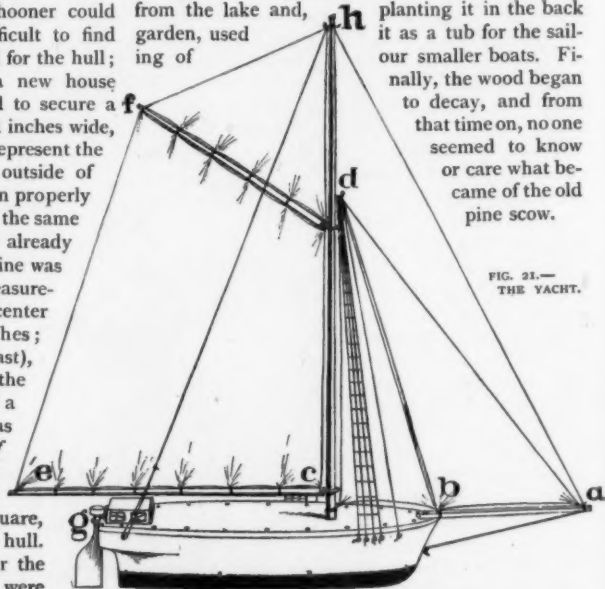 hooner could
ficult to find
for the hull;
a new house
to secure a
inches wide,
epresent the
outside of
n properly
the same
already
ine was
easure-
center
hes;
ast),
the
a
as
f
uare,
hull.
r the
were
from the lake and,
garden, used
ing of
planting it in the back
it as a tub for the sail-
our smaller boats. Fi-
nally, the wood began
to decay, and from
that time on, no one
seemed to know
or care what be-
came of the old
pine scow.
FIG. 21.—
THE YACHT.
h
f
d
e
c
b
a
g